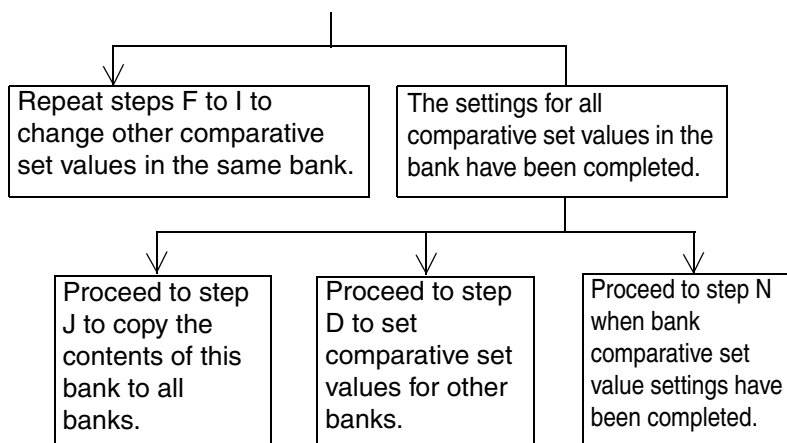 Repeat steps F to I to
change other comparative
set values in the same bank.
The settings for all
comparative set values in the
bank have been completed.
Proceed to step
J to copy the
contents of this
bank to all
banks.
Proceed to step
D to set
comparative set
values for other
banks.
Proceed to step N
when bank
comparative set
value settings have
been completed.